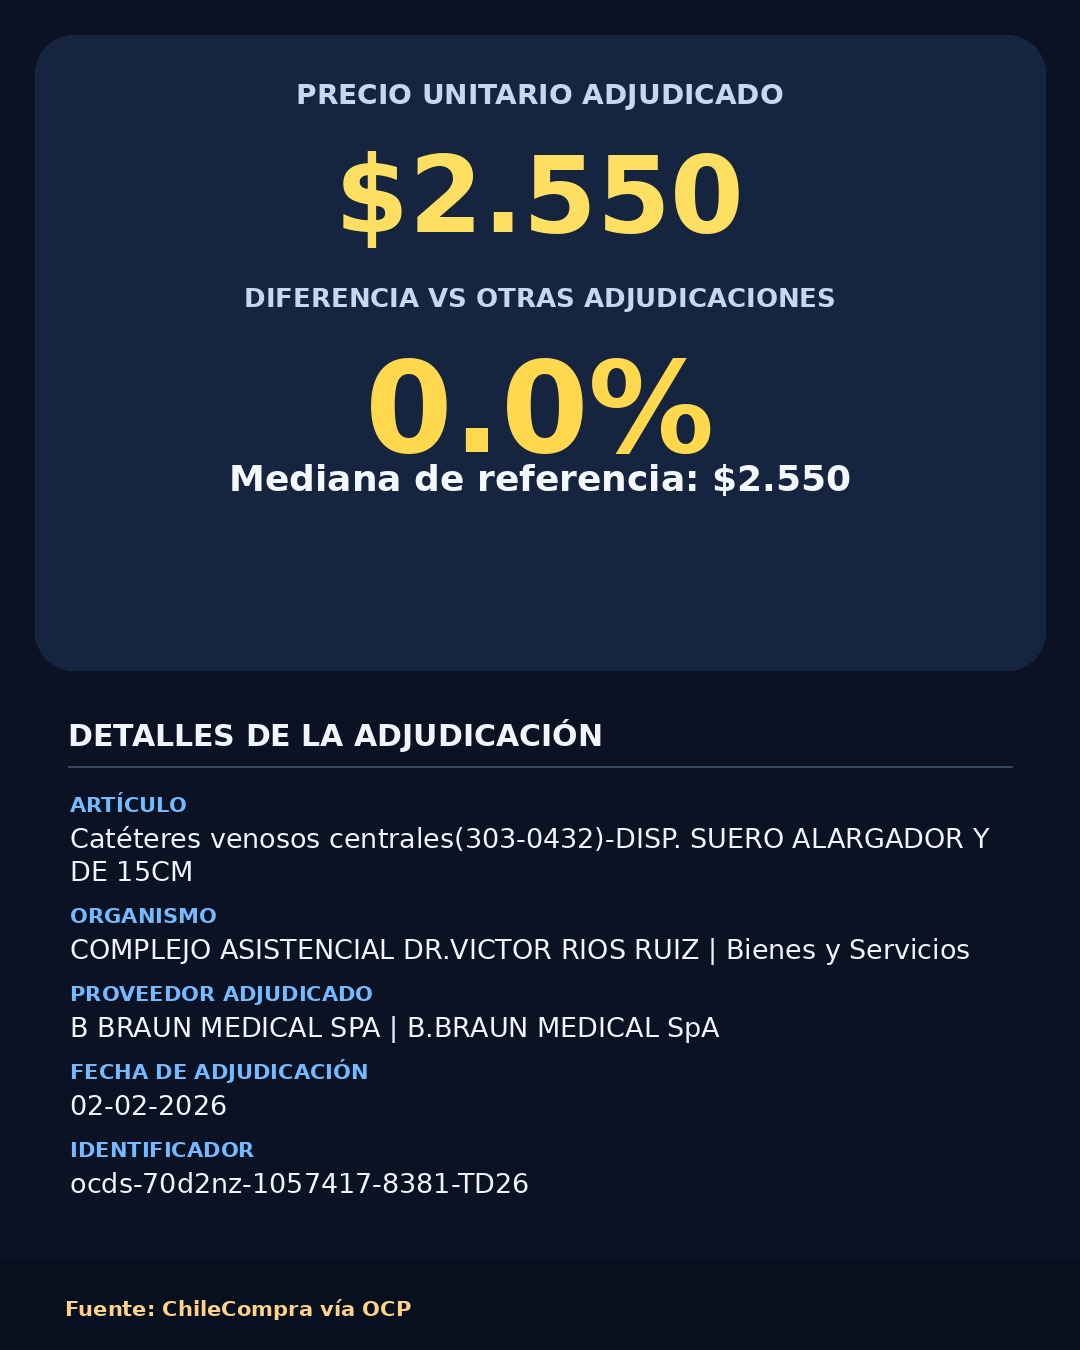 PRECIO UNITARIO ADJUDICADO
$2.550
DIFERENCIA VS OTRAS ADJUDICACIONES
0.0%
Mediana de referencia: $2.550
DETALLES DE LA ADJUDICACIÓN
ARTÍCULO
Catéteres venosos centrales(303-0432)-DISP. SUERO ALARGADOR Y
DE 15CM
ORGANISMO
COMPLEJO ASISTENCIAL DR.VICTOR RIOS RUIZ | Bienes y Servicios
PROVEEDOR ADJUDICADO
B BRAUN MEDICAL SPA | B.BRAUN MEDICAL SpA
FECHA DE ADJUDICACIÓN
02-02-2026
IDENTIFICADOR
ocds-70d2nz-1057417-8381-TD26
Fuente: ChileCompra vía OCP